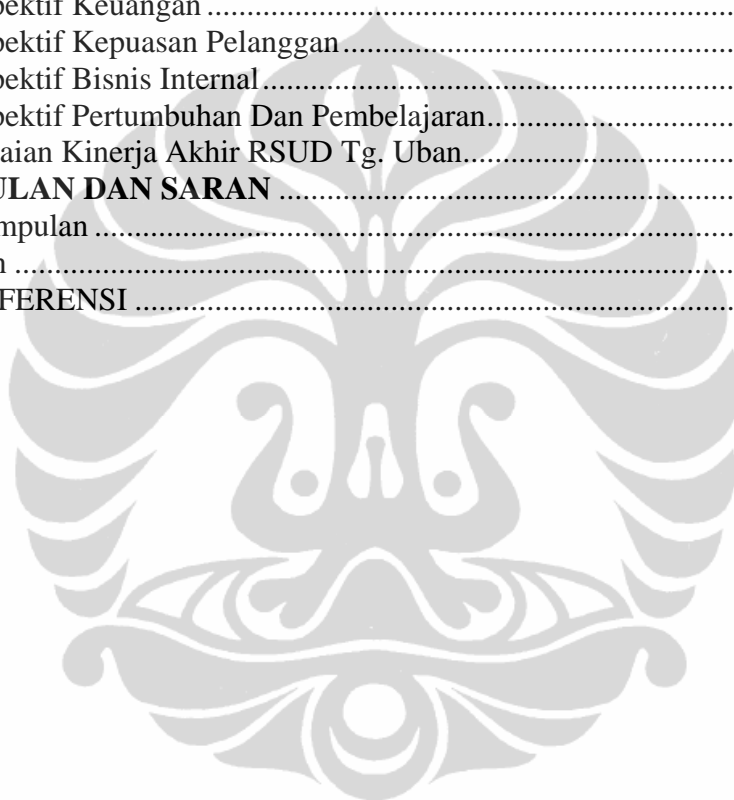 pektif Keuangan ....................................................................
pektif Kepuasan Pelanggan....................................................
pektif Bisnis Internal..............................................................
pektif Pertumbuhan Dan Pembelajaran.................................
aian Kinerja Akhir RSUD Tg. Uban....................................
ULAN DAN SARAN .............................................................
mpulan ...................................................................................
n .............................................................................................
FERENSI ................................................................................